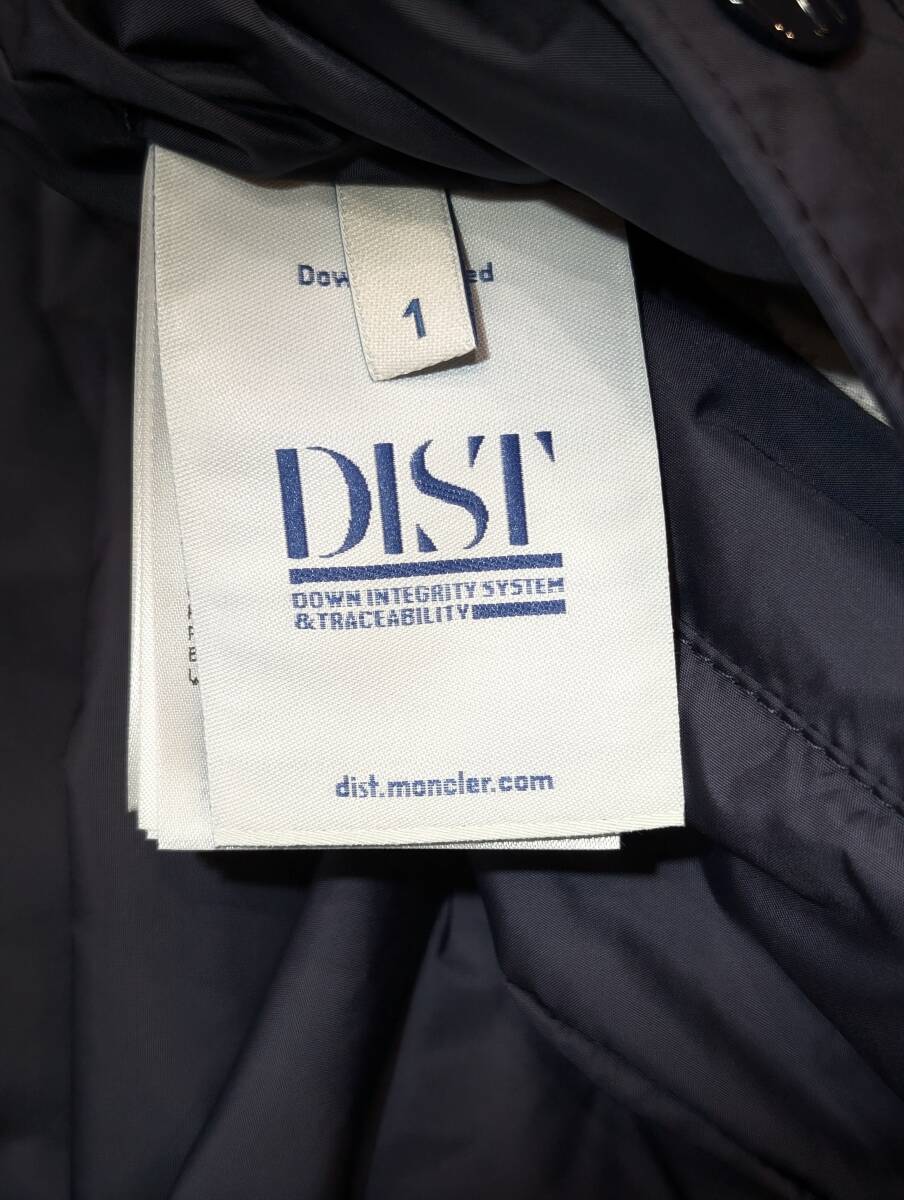 1
DIST
DOWN INTEGRITY SYSTEM
&TRACEABILITY
dist.moncler.com